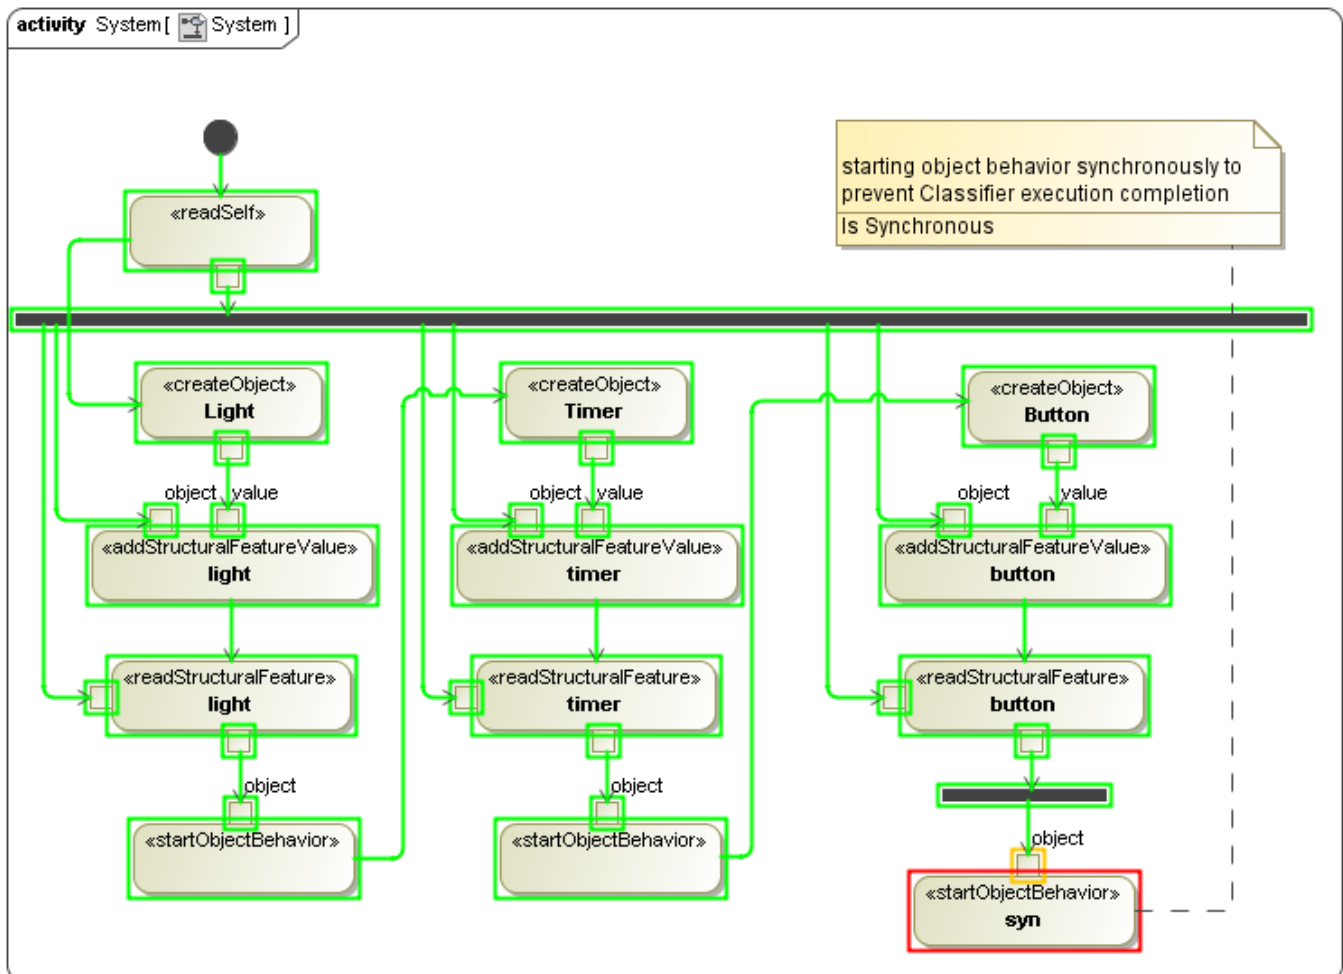 activity System [ System ]
starting object behavior synchronously to
prevent Classifier execution completion
Is Synchronous
«readSelf»
«createObject»
Light
«createObject»
Timer
«createObject»
Button
object value
object value
object value
«addStructuralFeatureValue»
light
«addStructuralFeatureValue»
timer
«addStructuralFeatureValue»
button
«readStructuralFeature»
light
«readStructuralFeature»
timer
«readStructuralFeature»
button
object
object
object
«startObjectBehavior»
«startObjectBehavior»
«startObjectBehavior»
syn